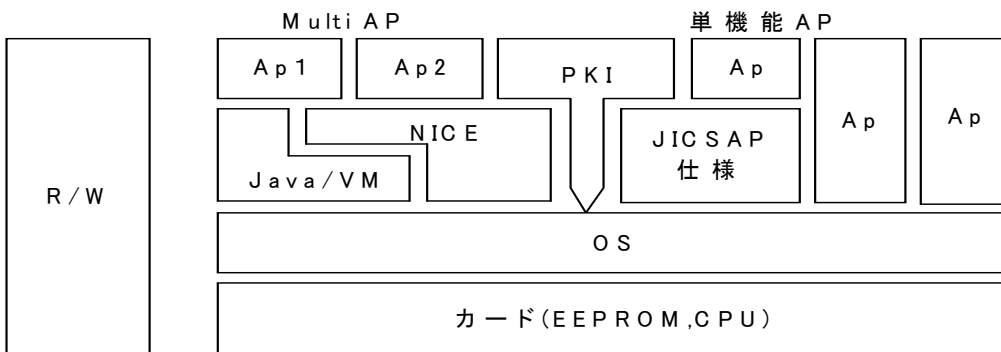 Multi AP
単機能AP
Ap1
Ap2
PKI
Ap
Ap
Ap
NICE
JICSAP
仕様
Java/VM
R/W
OS
カード(EEPROM,CPU)